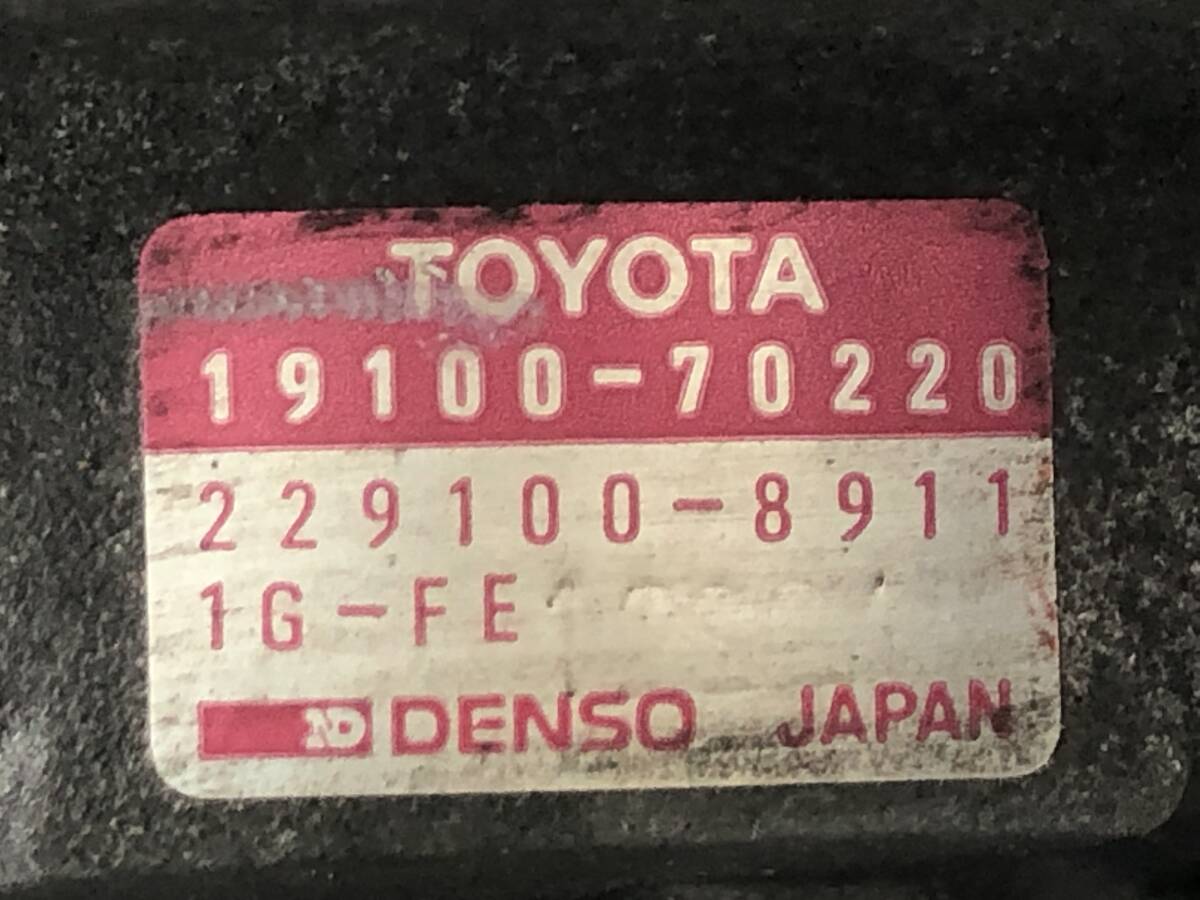 TOYOTA
19100-70220
229100-8911
1G-FE
ND DENSO JAPAN